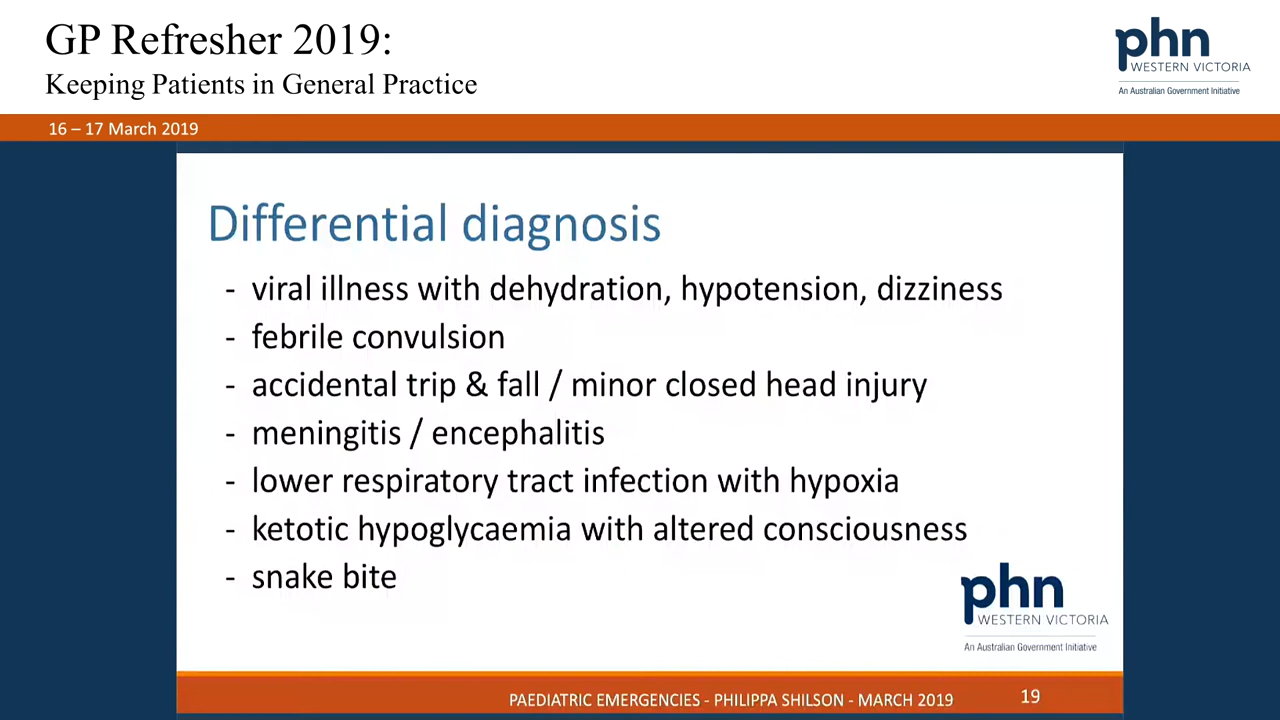 GP Refresher 2019:
Keeping Patients in General Practice
phn
WESTERN VICTORIA
An Australian Government Initiative
16 – 17 March 2019
Differential diagnosis
- viral illness with dehydration, hypotension, dizziness
- febrile convulsion
- accidental trip & fall / minor closed head injury
- meningitis / encephalitis
- lower respiratory tract infection with hypoxia
- ketotic hypoglycaemia with altered consciousness
- snake bite
phn
WESTERN VICTORIA
An Australian Government Initiative
PAEDIATRIC EMERGENCIES - PHILIPPA SHILSON - MARCH 2019 19